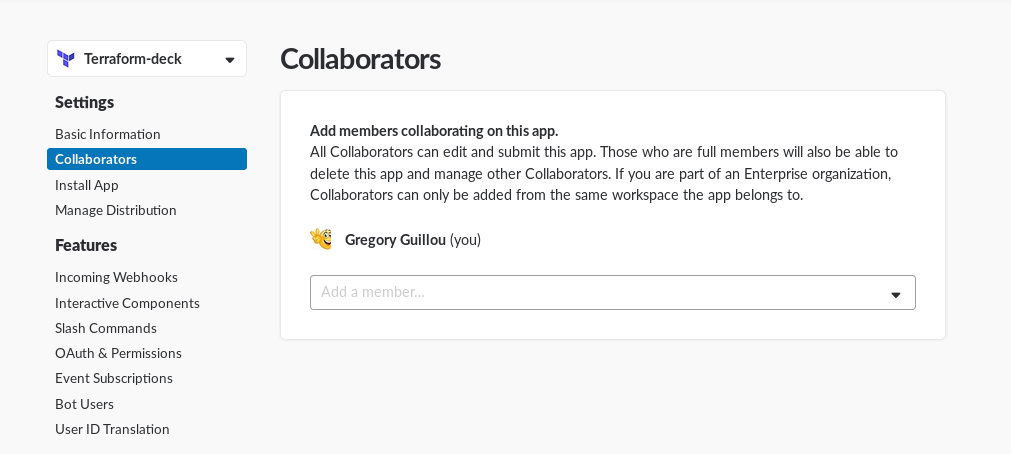 Terraform-deck
Settings
Basic Information
Collaborators
Install App
Manage Distribution
Features
Incoming Webhooks
Interactive Components
Slash Commands
OAuth & Permissions
Event Subscriptions
Bot Users
User ID Translation
Collaborators
Add members collaborating on this app.
All Collaborators can edit and submit this app. Those who are full members will also be able to
delete this app and manage other Collaborators. If you are part of an Enterprise organization,
Collaborators can only be added from the same workspace the app belongs to.
Gregory Guillou (you)
Add a member...